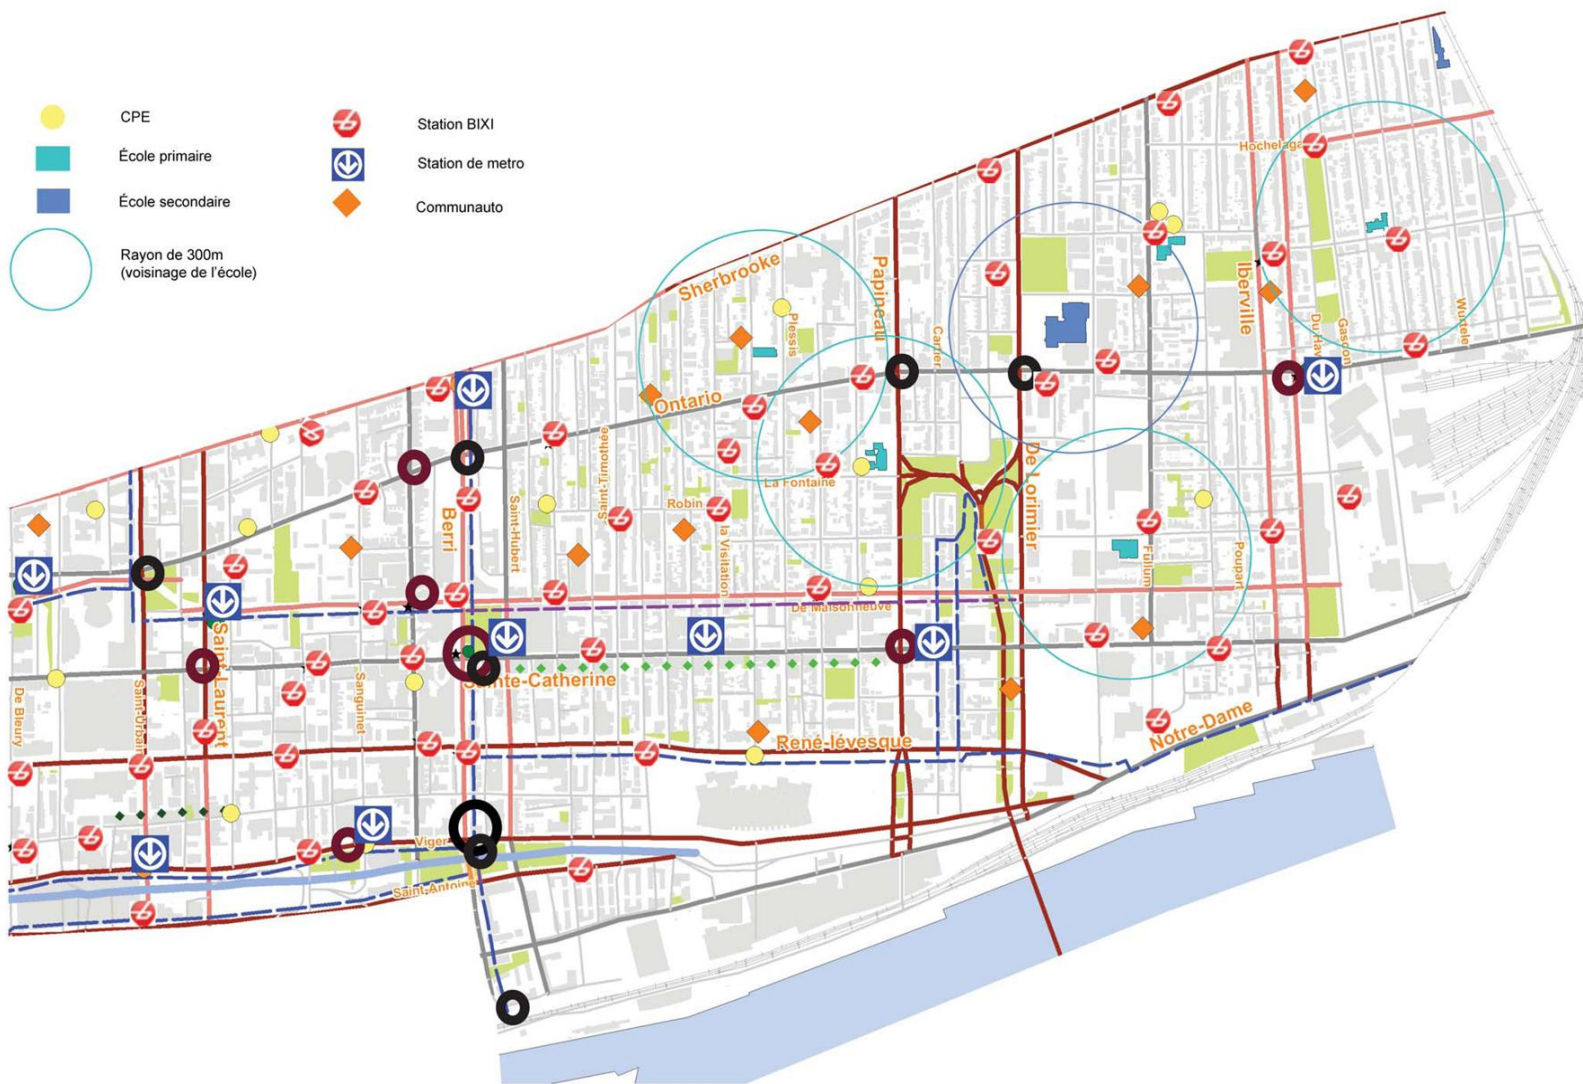 CPE
École primaire
École secondaire
Rayon de 300m
(voisinage de l'école)
Station BIXI
Station de metro
Communauto
Hochelaga
Sherbrooke
Plessis
Papineau
Cartier
Iberville
Du Hav
Gascon
Wurtele
Ontario
Saint-Timothée
La Fontaine
De Lorimier
Berri
Saint-Hubert
Robin
la Visitation
Fullum
Poupart
De Maisonneuve
De Bleury
Saint-Urbain
Saint-Laurent
Sanguinet
Sainte-Catherine
René-lévesque
Notre-Dame
Viger
Saint-Antoine